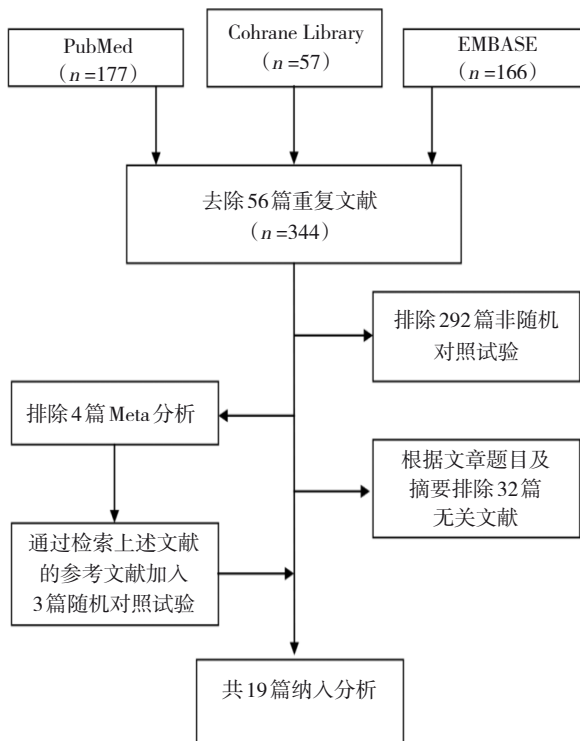 PubMed
（n=177）
Cohrane Library
（n=57）
EMBASE
（n=166）
去除56篇重复文献
（n=344）
排除292篇非随机
对照试验
排除4篇Meta分析
根据文章题目及
摘要排除32篇
无关文献
通过检索上述文献
的参考文献加入
3篇随机对照试验
共19篇纳入分析